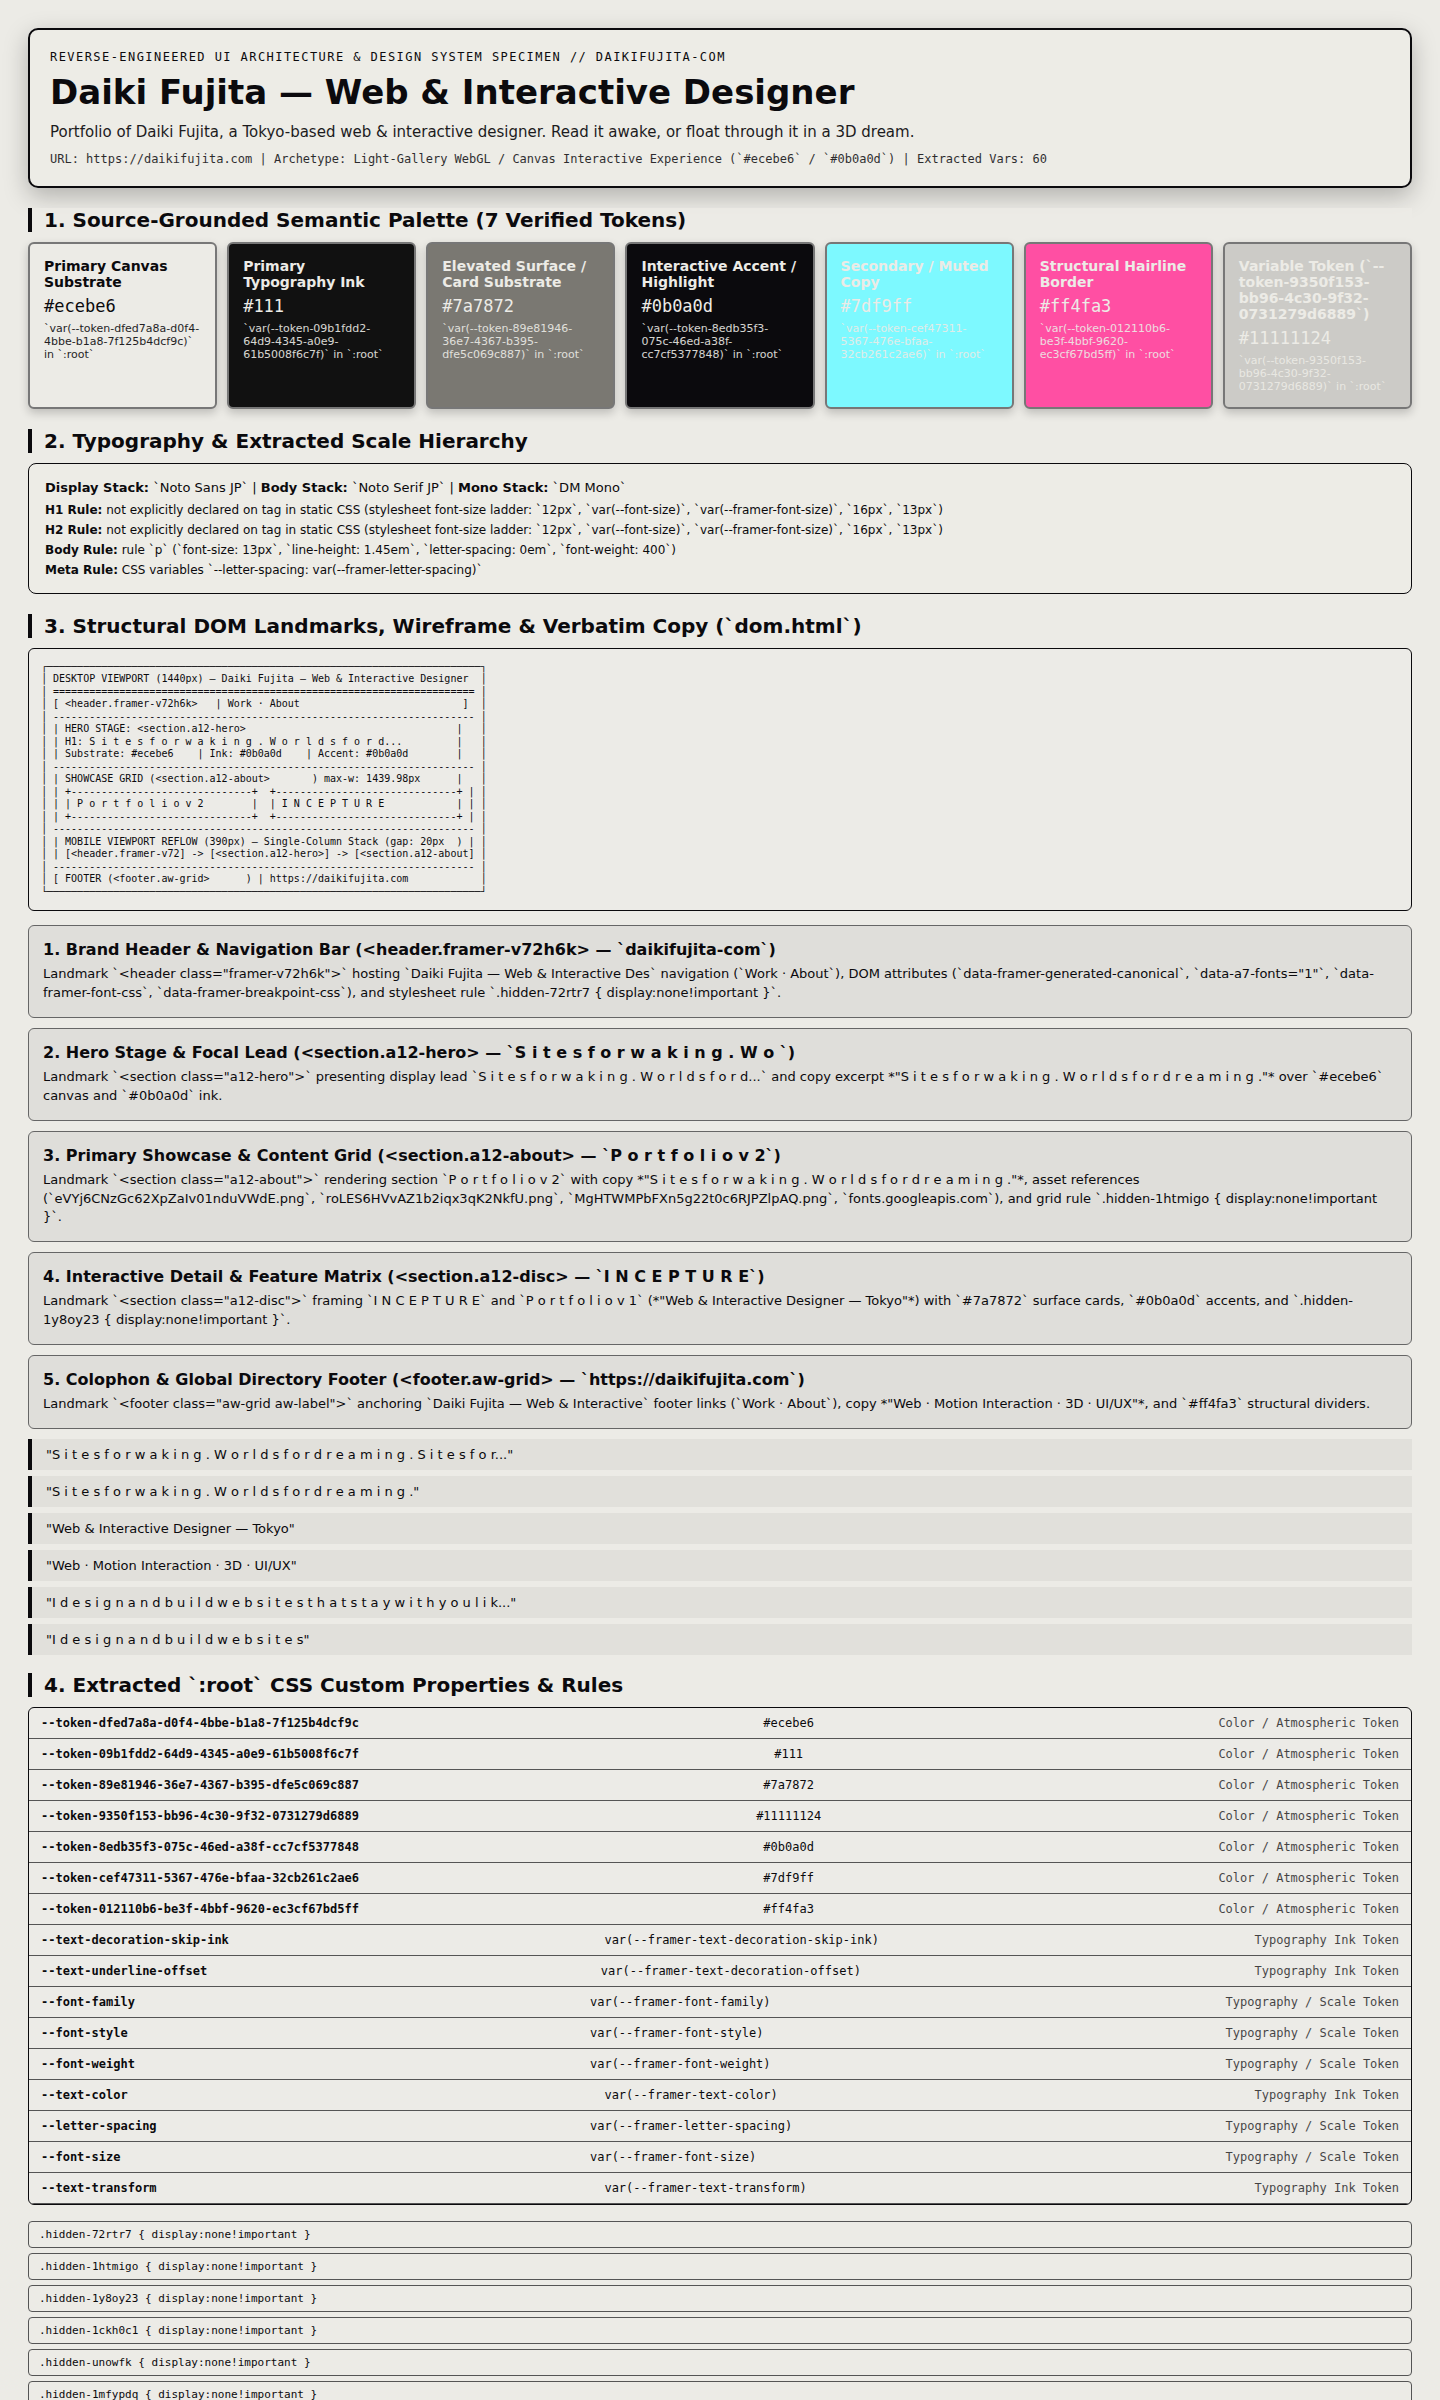 REVERSE-ENGINEERED UI ARCHITECTURE & DESIGN SYSTEM SPECIMEN // DAIKIFUJITA-COM
Daiki Fujita — Web & Interactive Designer
Portfolio of Daiki Fujita, a Tokyo-based web & interactive designer. Read it awake, or float through it in a 3D dream.
URL: https://daikifujita.com | Archetype: Light-Gallery WebGL / Canvas Interactive Experience (`#ecebe6` / `#0b0a0d`) | Extracted Vars: 60
1. Source-Grounded Semantic Palette (7 Verified Tokens)
Primary Canvas
Substrate
#ecebe6
`var(--token-dfed7a8a-d0f4-
4bbe-b1a8-7f125b4dcf9c)`
in `:root`
Primary
Typography Ink
#111
`var(--token-09b1fdd2-
64d9-4345-a0e9-
61b5008f6c7f)` in `:root`
Elevated Surface /
Card Substrate
#7a7872
`var(--token-89e81946-
36e7-4367-b395-
dfe5c069c887)` in `:root`
Interactive Accent /
Highlight
#0b0a0d
`var(--token-8edb35f3-
075c-46ed-a38f-
cc7cf5377848)` in `:root`
Secondary / Muted
Copy
#7df9ff
`var(--token-cef47311-
5367-476e-bfaa-
32cb261c2ae6)` in `:root`
Structural Hairline
Border
#ff4fa3
`var(--token-012110b6-
be3f-4bbf-9620-
ec3cf67bd5ff)` in `:root`
Variable Token (`--
token-9350f153-
bb96-4c30-9f32-
0731279d6889`)
#11111124
`var(--token-9350f153-
bb96-4c30-9f32-
0731279d6889)` in `:root`
2. Typography & Extracted Scale Hierarchy
Display Stack: `Noto Sans JP` | Body Stack: `Noto Serif JP` | Mono Stack: `DM Mono`
H1 Rule: not explicitly declared on tag in static CSS (stylesheet font-size ladder: `12px`, `var(--font-size)`, `var(--framer-font-size)`, `16px`, `13px`)
H2 Rule: not explicitly declared on tag in static CSS (stylesheet font-size ladder: `12px`, `var(--font-size)`, `var(--framer-font-size)`, `16px`, `13px`)
Body Rule: rule `p` (`font-size: 13px`, `line-height: 1.45em`, `letter-spacing: 0em`, `font-weight: 400`)
Meta Rule: CSS variables `--letter-spacing: var(--framer-letter-spacing)`
3. Structural DOM Landmarks, Wireframe & Verbatim Copy (`dom.html`)
DESKTOP VIEWPORT (1440px) — Daiki Fujita — Web & Interactive Designer
======================================================================
[ <header.framer-v72h6k>   | Work · About                           ]
----------------------------------------------------------------------
| HERO STAGE: <section.a12-hero>                                   |
| H1: S i t e s f o r w a k i n g . W o r l d s f o r d...         |
| Substrate: #ecebe6    | Ink: #0b0a0d    | Accent: #0b0a0d        |
----------------------------------------------------------------------
| SHOWCASE GRID (<section.a12-about>       ) max-w: 1439.98px      |
| +------------------------------+  +------------------------------+ |
| | P o r t f o l i o v 2        |  | I N C E P T U R E            | |
| +------------------------------+  +------------------------------+ |
----------------------------------------------------------------------
| MOBILE VIEWPORT REFLOW (390px) — Single-Column Stack (gap: 20px  ) |
| [<header.framer-v72] -> [<section.a12-hero>] -> [<section.a12-about]
----------------------------------------------------------------------
[ FOOTER (<footer.aw-grid>      ) | https://daikifujita.com
1. Brand Header & Navigation Bar (<header.framer-v72h6k> — `daikifujita-com`)
Landmark `<header class="framer-v72h6k">` hosting `Daiki Fujita — Web & Interactive Des` navigation (`Work · About`), DOM attributes (`data-framer-generated-canonical`, `data-a7-fonts="1"`, `data-
framer-font-css`, `data-framer-breakpoint-css`), and stylesheet rule `.hidden-72rtr7 { display:none!important }`.
2. Hero Stage & Focal Lead (<section.a12-hero> — `S i t e s f o r w a k i n g . W o `)
Landmark `<section class="a12-hero">` presenting display lead `S i t e s f o r w a k i n g . W o r l d s f o r d...` and copy excerpt *"S i t e s f o r w a k i n g . W o r l d s f o r d r e a m i n g ."* over `#ecebe6`
canvas and `#0b0a0d` ink.
3. Primary Showcase & Content Grid (<section.a12-about> — `P o r t f o l i o v 2`)
Landmark `<section class="a12-about">` rendering section `P o r t f o l i o v 2` with copy *"S i t e s f o r w a k i n g . W o r l d s f o r d r e a m i n g ."*, asset references
(`eVYj6CNzGc62XpZaIv01nduVWdE.png`, `roLES6HVvAZ1b2iqx3qK2NkfU.png`, `MgHTWMPbFXn5g22t0c6RJPZlpAQ.png`, `fonts.googleapis.com`), and grid rule `.hidden-1htmigo { display:none!important
}`.
4. Interactive Detail & Feature Matrix (<section.a12-disc> — `I N C E P T U R E`)
Landmark `<section class="a12-disc">` framing `I N C E P T U R E` and `P o r t f o l i o v 1` (*"Web & Interactive Designer — Tokyo"*) with `#7a7872` surface cards, `#0b0a0d` accents, and `.hidden-
1y8oy23 { display:none!important }`.
5. Colophon & Global Directory Footer (<footer.aw-grid> — `https://daikifujita.com`)
Landmark `<footer class="aw-grid aw-label">` anchoring `Daiki Fujita — Web & Interactive` footer links (`Work · About`), copy *"Web · Motion Interaction · 3D · UI/UX"*, and `#ff4fa3` structural dividers.
"S i t e s f o r w a k i n g . W o r l d s f o r d r e a m i n g . S i t e s f o r..."
"S i t e s f o r w a k i n g . W o r l d s f o r d r e a m i n g ."
"Web & Interactive Designer — Tokyo"
"Web · Motion Interaction · 3D · UI/UX"
"I d e s i g n a n d b u i l d w e b s i t e s t h a t s t a y w i t h y o u l i k..."
"I d e s i g n a n d b u i l d w e b s i t e s"
4. Extracted `:root` CSS Custom Properties & Rules
--token-dfed7a8a-d0f4-4bbe-b1a8-7f125b4dcf9c #ecebe6 Color / Atmospheric Token
--token-09b1fdd2-64d9-4345-a0e9-61b5008f6c7f #111 Color / Atmospheric Token
--token-89e81946-36e7-4367-b395-dfe5c069c887 #7a7872 Color / Atmospheric Token
--token-9350f153-bb96-4c30-9f32-0731279d6889 #11111124 Color / Atmospheric Token
--token-8edb35f3-075c-46ed-a38f-cc7cf5377848 #0b0a0d Color / Atmospheric Token
--token-cef47311-5367-476e-bfaa-32cb261c2ae6 #7df9ff Color / Atmospheric Token
--token-012110b6-be3f-4bbf-9620-ec3cf67bd5ff #ff4fa3 Color / Atmospheric Token
--text-decoration-skip-ink var(--framer-text-decoration-skip-ink) Typography Ink Token
--text-underline-offset var(--framer-text-decoration-offset) Typography Ink Token
--font-family var(--framer-font-family) Typography / Scale Token
--font-style var(--framer-font-style) Typography / Scale Token
--font-weight var(--framer-font-weight) Typography / Scale Token
--text-color var(--framer-text-color) Typography Ink Token
--letter-spacing var(--framer-letter-spacing) Typography / Scale Token
--font-size var(--framer-font-size) Typography / Scale Token
--text-transform var(--framer-text-transform) Typography Ink Token
.hidden-72rtr7 { display:none!important }
.hidden-1htmigo { display:none!important }
.hidden-1y8oy23 { display:none!important }
.hidden-1ckh0c1 { display:none!important }
.hidden-unowfk { display:none!important }
.hidden-1mfypdq { display:none!important }